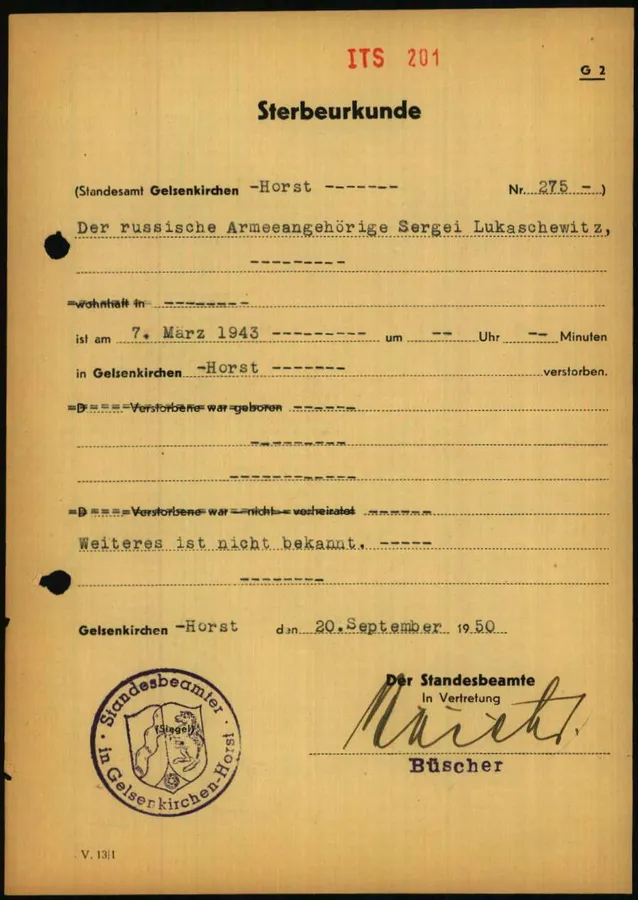 ITS 201
G 2
Sterbeurkunde
(Standesamt Gelsenkirchen -Horst ------- Nr. 275 - )
Der russische Armeeangehörige Sergei Lukaschewitz,
---------
wohnhaft in --------
ist am 7. März 1943 --------- um -- Uhr -- Minuten
in Gelsenkirchen -Horst ------- verstorben.
D Verstorbene war geboren ------
---------
------------
D Verstorbene war nicht verheiratet ------
Weiteres ist nicht bekannt. -----
--------
Gelsenkirchen -Horst den 20. September 1950
Der Standesbeamte
In Vertretung
Büscher
Standesbeamter
in Gelsenkirchen-Horst
(Siegel)
V. 13|1